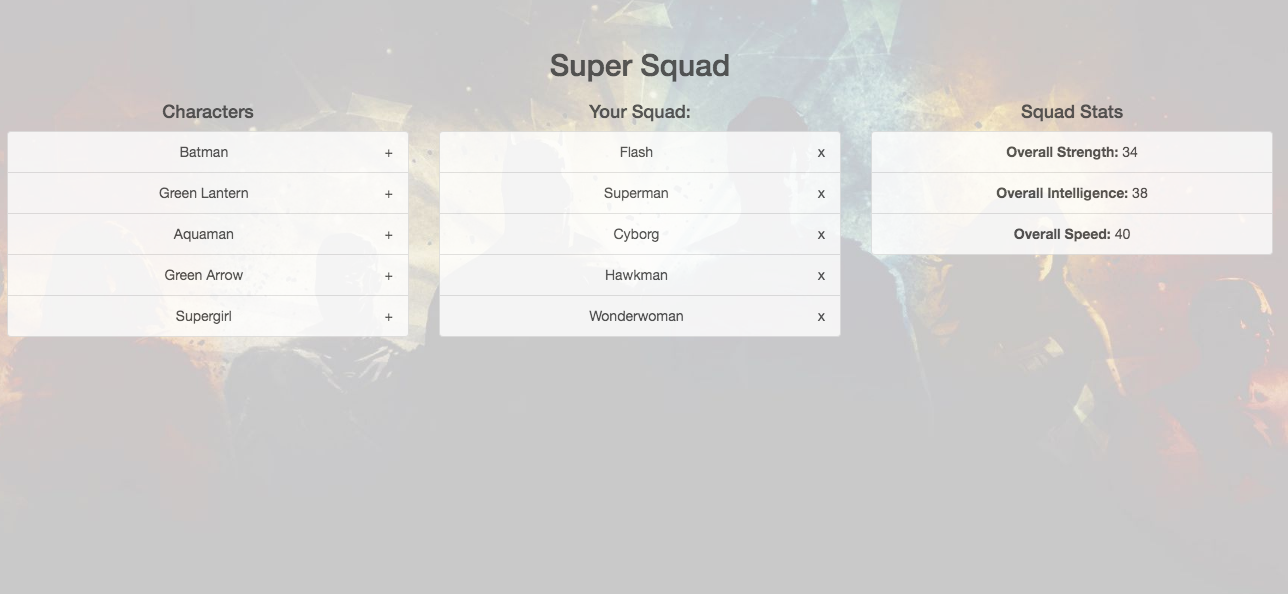 Super Squad
Characters
Batman +
Green Lantern +
Aquaman +
Green Arrow +
Supergirl +
Your Squad:
Flash x
Superman x
Cyborg x
Hawkman x
Wonderwoman x
Squad Stats
Overall Strength: 34
Overall Intelligence: 38
Overall Speed: 40